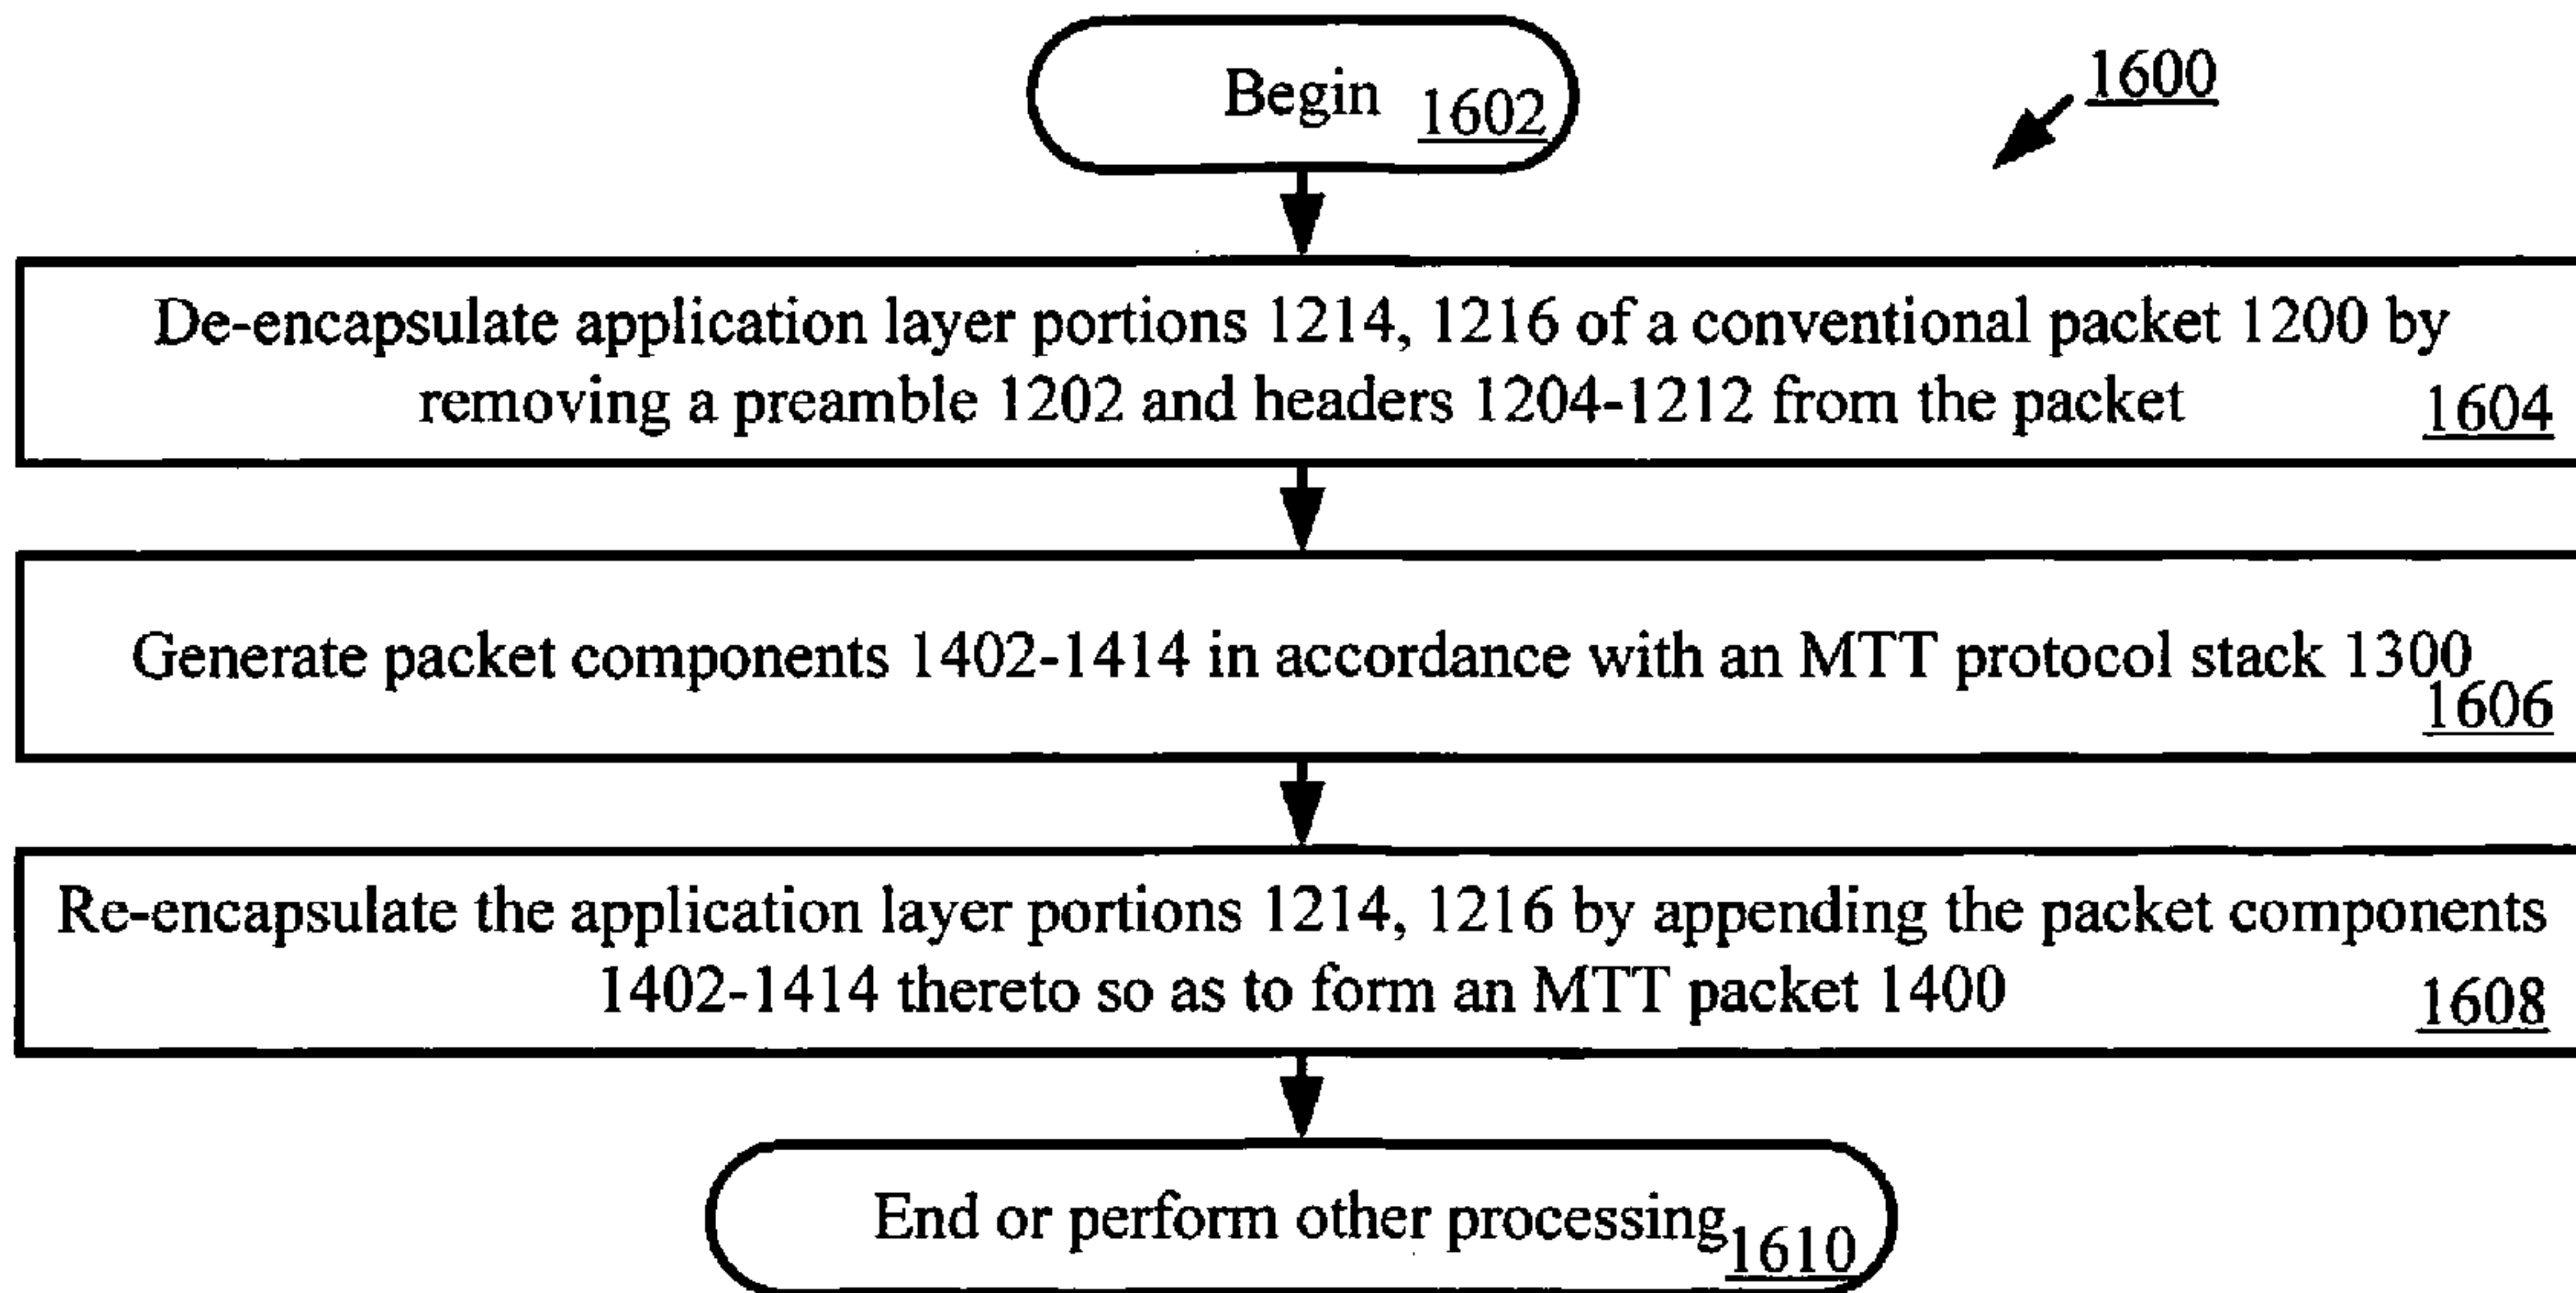 Begin 1602
1600
De-encapsulate application layer portions 1214, 1216 of a conventional packet 1200 by
removing a preamble 1202 and headers 1204-1212 from the packet 1604
Generate packet components 1402-1414 in accordance with an MTT protocol stack 1300
1606
Re-encapsulate the application layer portions 1214, 1216 by appending the packet components
1402-1414 thereto so as to form an MTT packet 1400 1608
End or perform other processing 1610